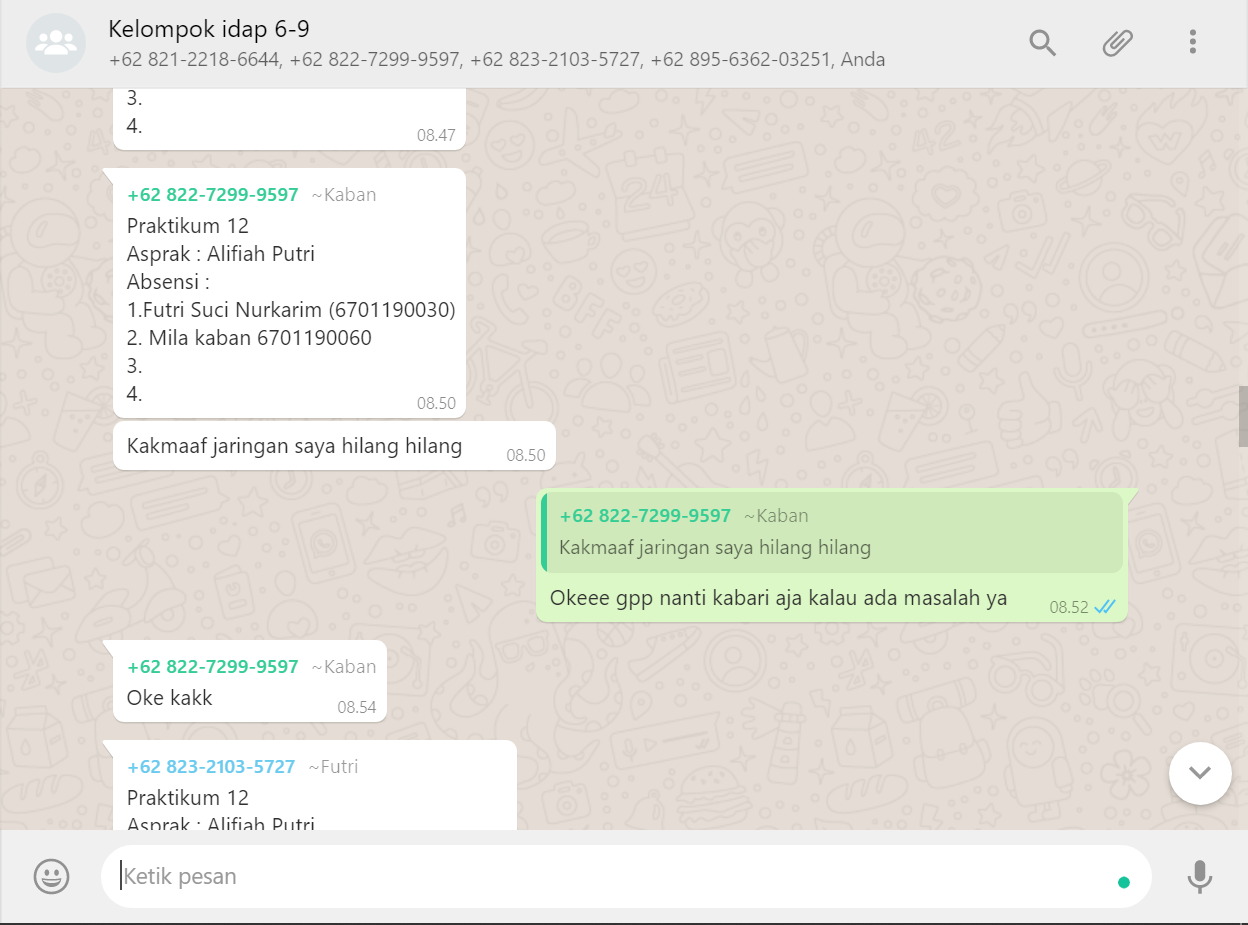 Kelompok idap 6-9
+62 821-2218-6644, +62 822-7299-9597, +62 823-2103-5727, +62 895-6362-03251, Anda
3.
4.
08.47
+62 822-7299-9597 ~Kaban
Praktikum 12
Asprak : Alifiah Putri
Absensi :
1.Futri Suci Nurkarim (6701190030)
2. Mila kaban 6701190060
3.
4.
08.50
Kakmaaf jaringan saya hilang hilang
08.50
+62 822-7299-9597 ~Kaban
Kakmaaf jaringan saya hilang hilang
Okeee gpp nanti kabari aja kalau ada masalah ya
08.52
+62 822-7299-9597 ~Kaban
Oke kakk
08.54
+62 823-2103-5727 ~Futri
Praktikum 12
Asprak : Alifiah Putri
Ketik pesan